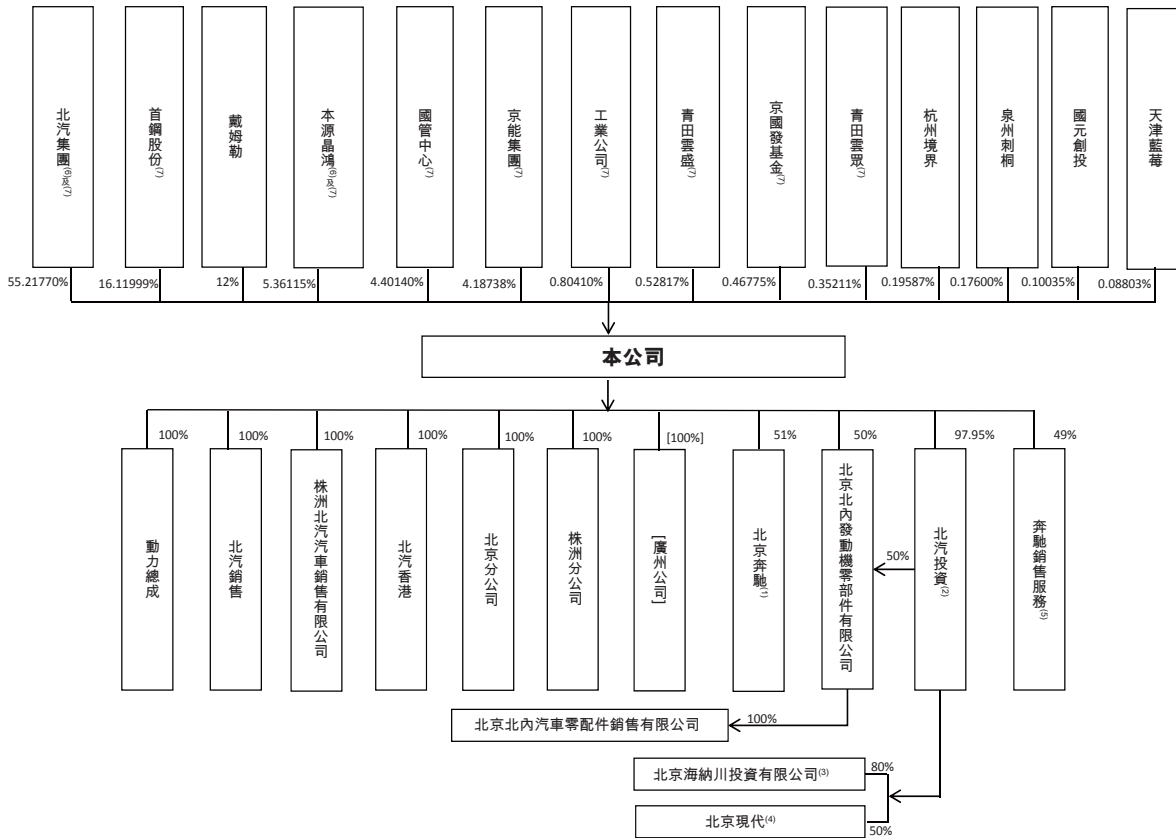 北汽集團(6)及(7)
首鋼股份(7)
戴姆勒
本源晶鴻(6)及(7)
國管中心(7)
京能集團(7)
工業公司(7)
青田雲盛(7)
京國發基金(7)
青田雲眾(7)
杭州境界
泉州刺桐
國元創投
天津藍莓
55.21770%
16.11999%
12%
5.36115%
4.40140%
4.18738%
0.80410%
0.52817%
0.46775%
0.35211%
0.19587%
0.17600%
0.10035%
0.08803%
本公司
100%
100%
100%
100%
100%
100%
[100%]
51%
50%
97.95%
49%
動力總成
北汽銷售
株洲北汽汽車銷售有限公司
北汽香港
北京分公司
株洲分公司
[廣州公司]
北京奔馳(1)
北京北內發動機零部件有限公司
50%
北汽投資(2)
奔馳銷售服務(5)
北京北內汽車零配件銷售有限公司
100%
北京海納川投資有限公司(3)
80%
北京現代(4)
50%